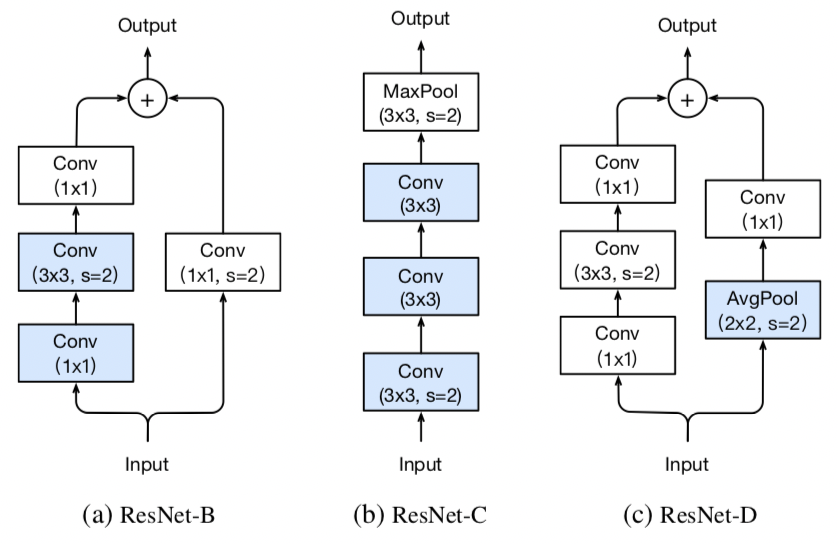 Output
+
Conv
(1x1)
Conv
(3x3, s=2)
Conv
(1x1, s=2)
Conv
(1x1)
Input
(a) ResNet-B
Output
MaxPool
(3x3, s=2)
Conv
(3x3)
Conv
(3x3)
Conv
(3x3, s=2)
Input
(b) ResNet-C
Output
+
Conv
(1x1)
Conv
(1x1)
Conv
(3x3, s=2)
AvgPool
(2x2, s=2)
Conv
(1x1)
Input
(c) ResNet-D